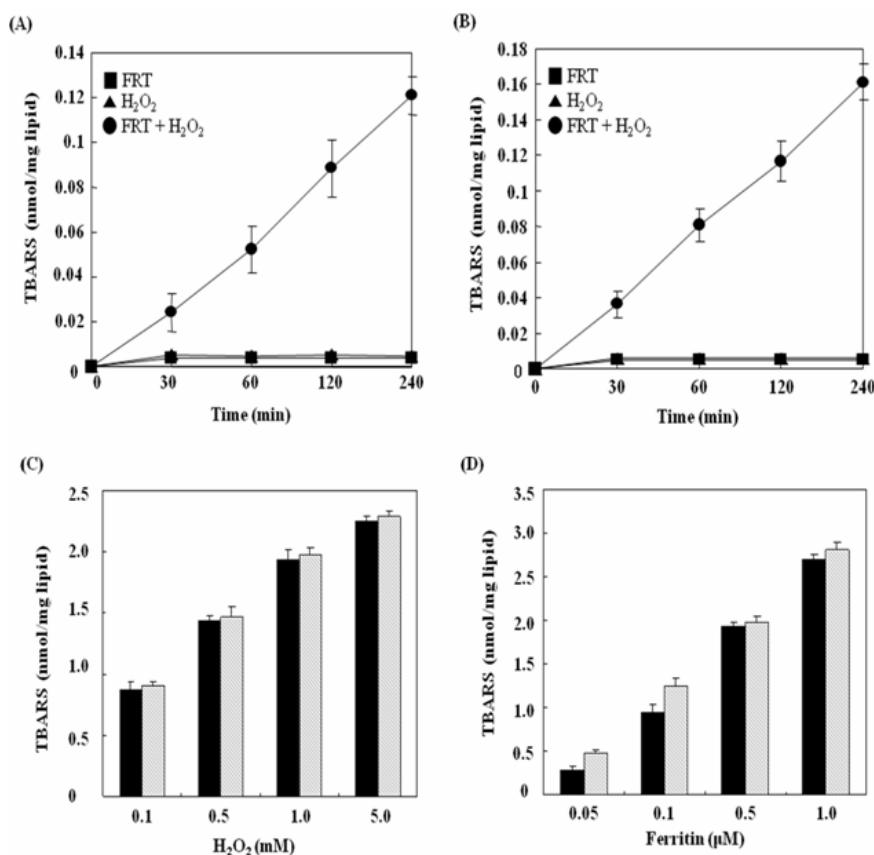 (A)
0.14
0.12
0.1
0.08
0.06
0.04
0.02
0
TBARS (nmol/mg lipid)
FRT
H₂O₂
FRT + H₂O₂
0 30 60 120 240
Time (min)
(B)
0.18
0.16
0.14
0.12
0.1
0.08
0.06
0.04
0.02
0
TBARS (nmol/mg lipid)
FRT
H₂O₂
FRT + H₂O₂
0 30 60 120 240
Time (min)
(C)
2.5
2.0
1.5
1.0
0.5
0
TBARS (nmol/mg lipid)
0.1 0.5 1.0 5.0
H₂O₂ (mM)
(D)
3.5
3.0
2.0
1.5
1.0
0.5
0
TBARS (nmol/mg lipid)
0.05 0.1 0.5 1.0
Ferritin (µM)